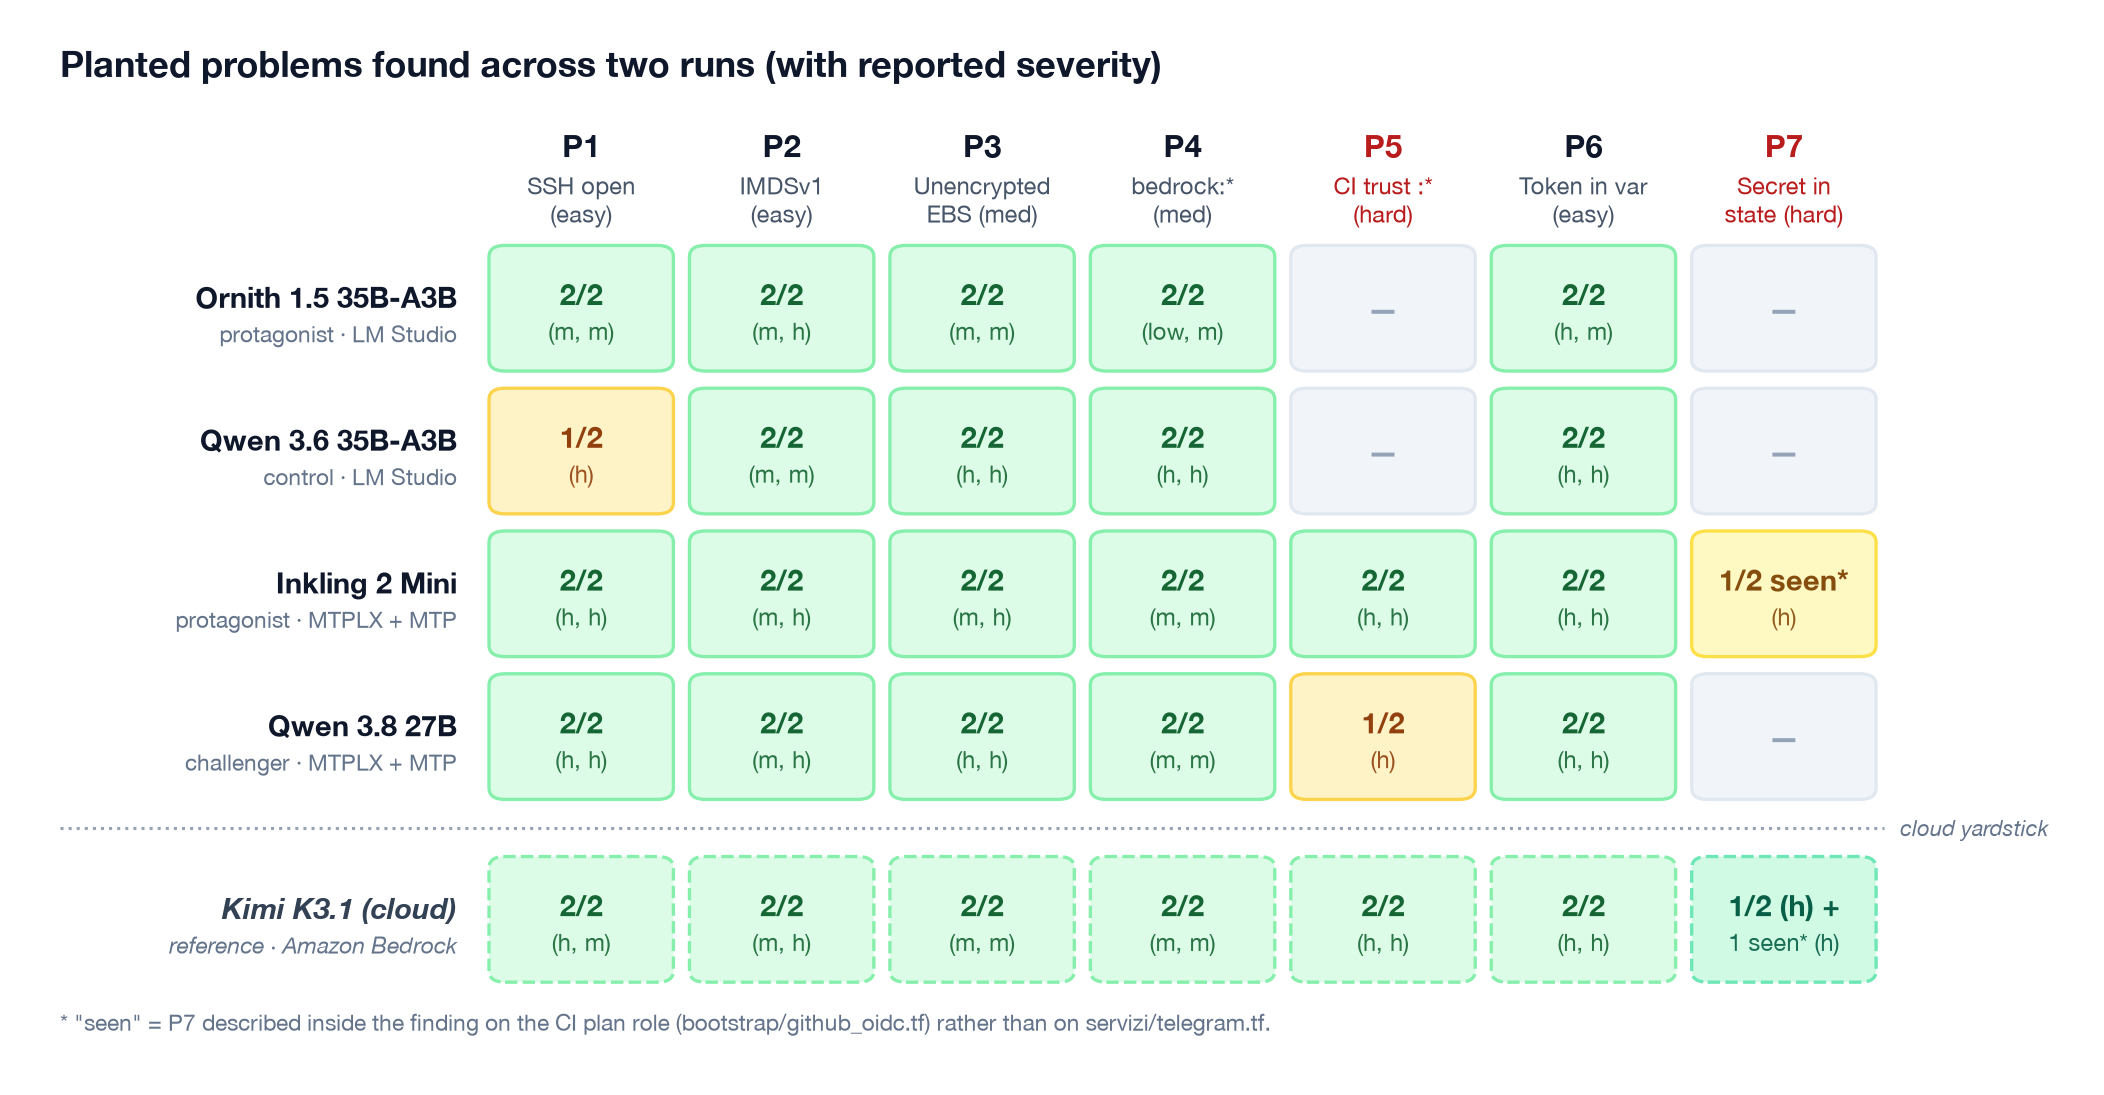 Planted problems found across two runs (with reported severity)
P1 P2 P3 P4 P5 P6 P7
SSH open IMDSv1 Unencrypted bedrock:* CI trust :* Token in var Secret in
(easy) (easy) EBS (med) (med) (hard) (easy) state (hard)
Ornith 1.5 35B-A3B 2/2 2/2 2/2 2/2 – 2/2 –
protagonist · LM Studio (m, m) (m, h) (m, m) (low, m) (h, m)
Qwen 3.6 35B-A3B 1/2 2/2 2/2 2/2 – 2/2 –
control · LM Studio (h) (m, m) (h, h) (h, h) (h, h)
Inkling 2 Mini 2/2 2/2 2/2 2/2 2/2 2/2 1/2 seen*
protagonist · MTPLX + MTP (h, h) (m, h) (m, h) (m, m) (h, h) (h, h) (h)
Qwen 3.8 27B 2/2 2/2 2/2 2/2 1/2 2/2 –
challenger · MTPLX + MTP (h, h) (m, h) (h, h) (m, m) (h) (h, h)
cloud yardstick
Kimi K3.1 (cloud) 2/2 2/2 2/2 2/2 2/2 2/2 1/2 (h) +
reference · Amazon Bedrock (h, m) (m, h) (m, m) (m, m) (h, h) (h, h) 1 seen* (h)
* "seen" = P7 described inside the finding on the CI plan role (bootstrap/github_oidc.tf) rather than on servizi/telegram.tf.